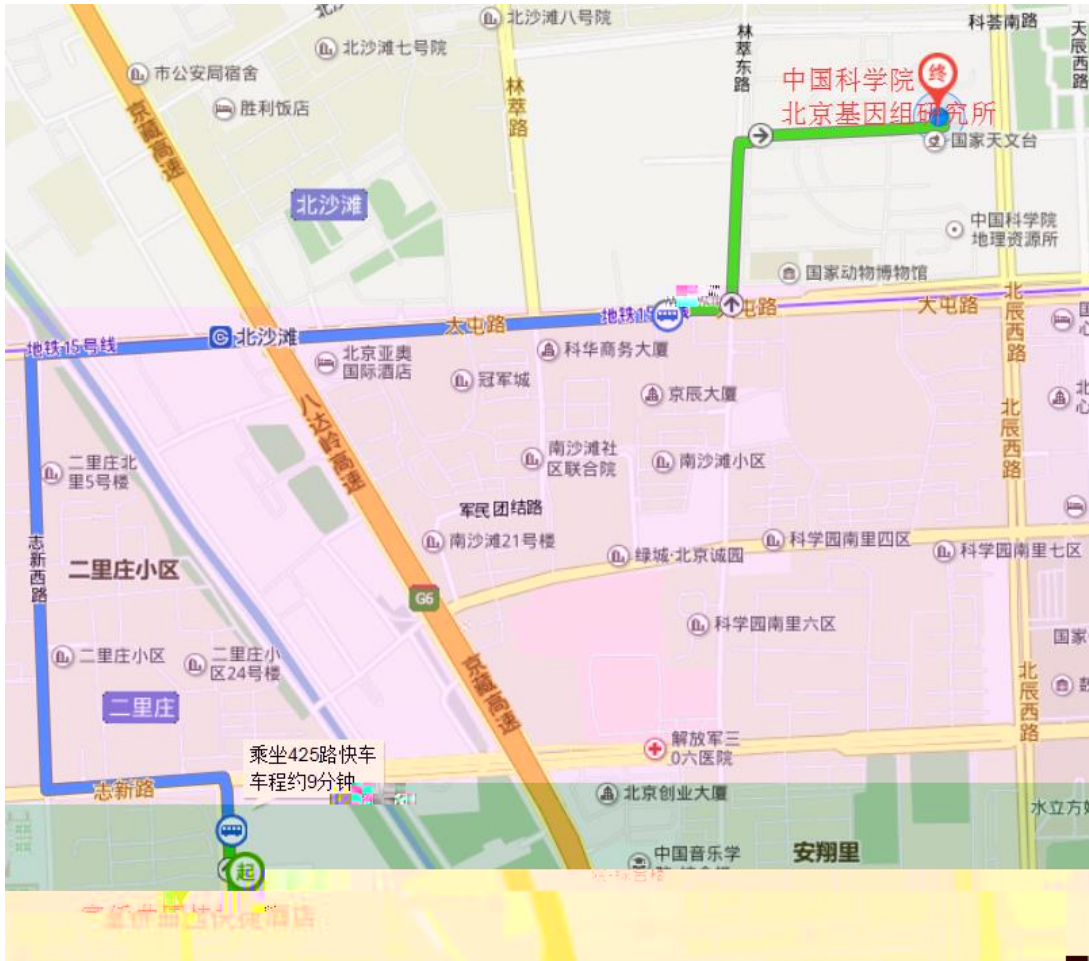 北沙滩八号院
科荟南路
天辰西路
北沙滩七号院
林萃东路
市公安局宿舍
中国科学院
终
林萃路
京藏高速
胜利饭店
北京基因组研究所
国家天文台
北沙滩
中国科学院
地理资源所
国家动物博物馆
大屯路
北辰西路
地铁15号线
北沙滩
大屯路
北京亚奥
国际酒店
科华商务大厦
冠军城
京辰大厦
八达岭高速
北辰西路
二里庄北
里5号楼
南沙滩社
区联合院
南沙滩小区
军民团结路
志新西路
南沙滩21号楼
科学园南里四区
绿城·北京诚园
科学园南里七区
二里庄小区
G6
科学园南里六区
二里庄小区
二里庄小
区24号楼
京藏高速
国家
北辰西路
二里庄
解放军三
0六医院
乘坐425路快车
车程约9分钟
志新路
北京创业大厦
水立方
中国音乐学
安翔里
起